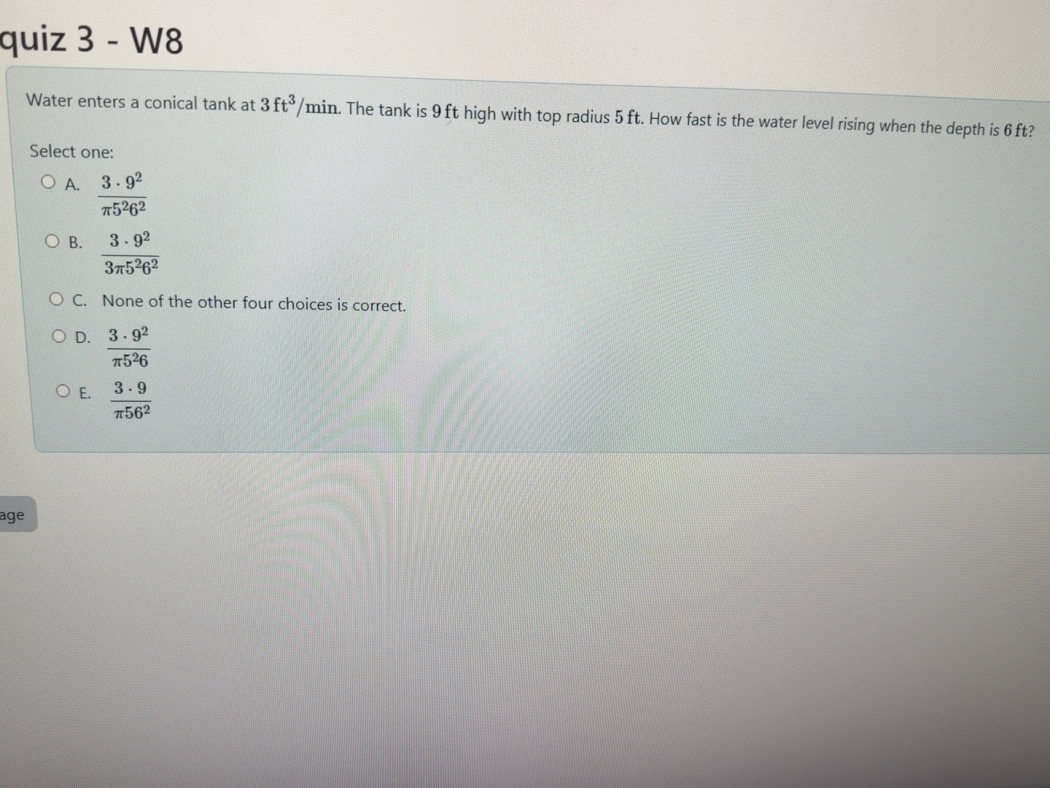 quiz 3 - W8
Water enters a conical tank at 3 ft³/min. The tank is 9 ft high with top radius 5 ft. How fast is the water level rising when the depth is 6 ft?
Select one:
A. 3 · 9²
π5²6²
B. 3 · 9²
3π5²6²
C. None of the other four choices is correct.
D. 3 · 9²
π5²6
E. 3 · 9
π56²
age